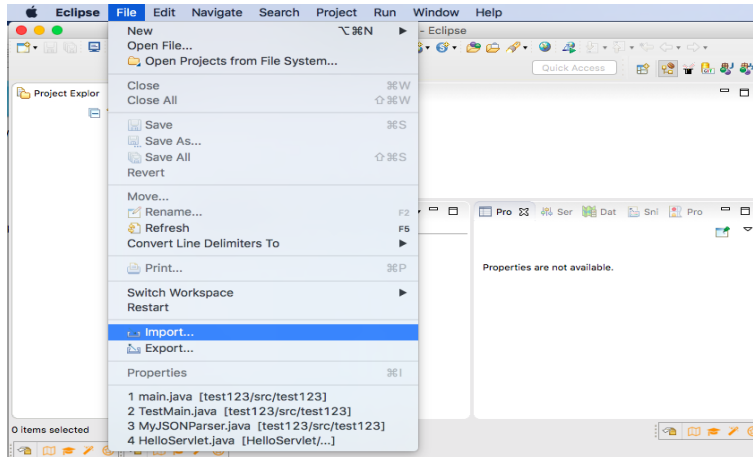 Eclipse File Edit Navigate Search Project Run Window Help
- Eclipse
New ⌥⌘N
Open File...
Open Projects from File System...
Quick Access
Close ⌘W
Close All ⇧⌘W
Project Explor
Save ⌘S
Save As...
Save All ⇧⌘S
Revert
Move...
Rename... F2
Refresh F5
Convert Line Delimiters To
Pro Ser Dat Sni Pro
Print... ⌘P
Properties are not available.
Switch Workspace
Restart
Import...
Export...
Properties ⌘I
1 main.java [test123/src/test123]
2 TestMain.java [test123/src/test123]
3 MyJSONParser.java [test123/src/test123]
4 HelloServlet.java [HelloServlet/...]
0 items selected